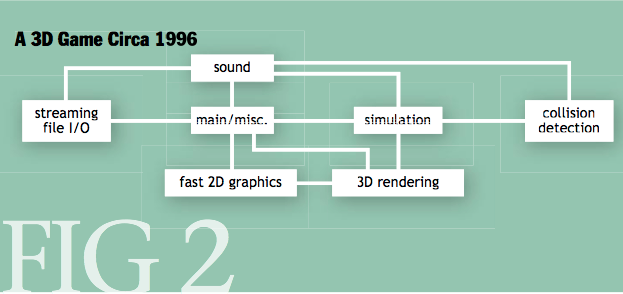 A 3D Game Circa 1996
sound
streaming
file I/O
main/misc.
simulation
collision
detection
fast 2D graphics
3D rendering
FIG 2